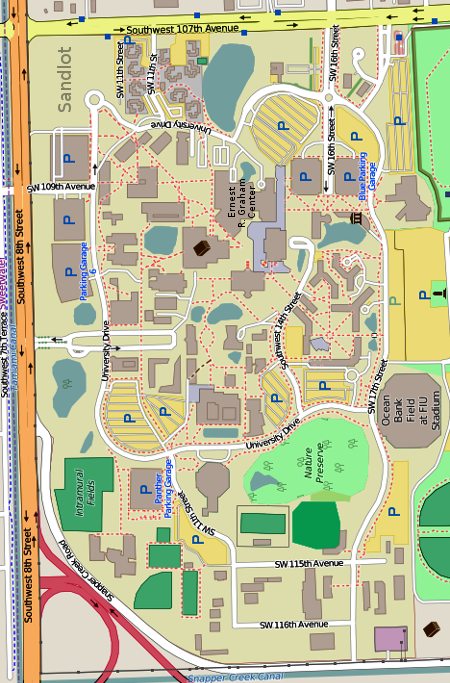 Southwest 107th Avenue
P
Sandlot
SW 11th Street
SW 11th St
SW 16th Street
University Drive
P
P
P
P
SW 16th Street
P
P
Blue Parking
Garage
SW 109th Avenue
Ernest
R. Graham
Center
P
Southwest 8th Street
P
Parking Garage
6
P
P
Southwest 7th Terrace
Sweetwater
Tamiami Canal
Southwest 14th Street
University Drive
SW 17th Street
P
P
P
P
Ocean
Bank
Field
at FIU
Stadium
University Drive
Nature
Preserve
Intramural
Fields
P
Panther
Parking Garage
SW 11th Street
P
P
Southwest 8th Street
Snapper Creek Road
SW 115th Avenue
SW 116th Avenue
Snapper Creek Canal